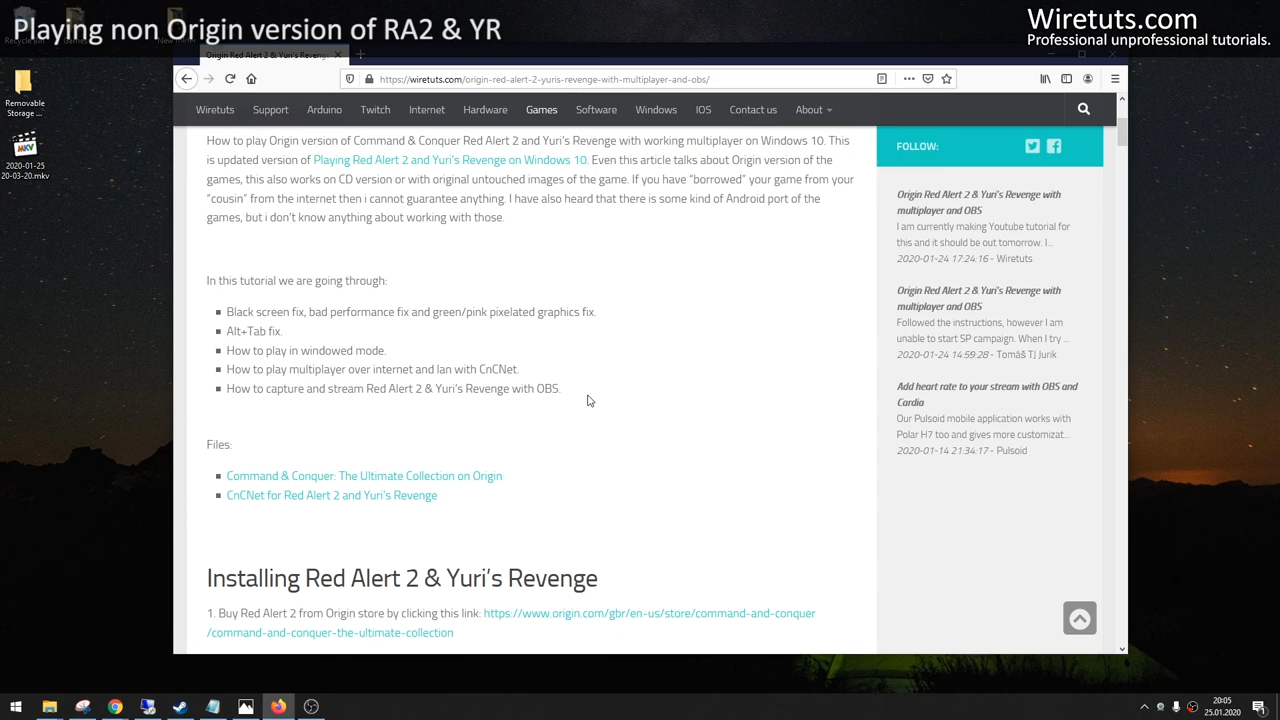 Playing non Origin version of RA2 & YR
Wiretuts.com
Professional unprofessional tutorials.
Origin Red Alert 2 & Yuri's Reveng
https://wiretuts.com/origin-red-alert-2-yuris-revenge-with-multiplayer-and-obs/
Wiretuts Support Arduino Twitch Internet Hardware Games Software Windows IOS Contact us About
Removable
Storage ...
2020-01-25
20-03-20.mkv
How to play Origin version of Command & Conquer Red Alert 2 and Yuri's Revenge with working multiplayer on Windows 10. This
is updated version of Playing Red Alert 2 and Yuri's Revenge on Windows 10. Even this article talks about Origin version of the
games, this also works on CD version or with original untouched images of the game. If you have "borrowed" your game from your
"cousin" from the internet then i cannot guarantee anything. I have also heard that there is some kind of Android port of the
games, but i don't know anything about working with those.
In this tutorial we are going through:
Black screen fix, bad performance fix and green/pink pixelated graphics fix.
Alt+Tab fix.
How to play in windowed mode.
How to play multiplayer over internet and lan with CnCNet.
How to capture and stream Red Alert 2 & Yuri's Revenge with OBS.
Files:
Command & Conquer: The Ultimate Collection on Origin
CnCNet for Red Alert 2 and Yuri's Revenge
Installing Red Alert 2 & Yuri's Revenge
1. Buy Red Alert 2 from Origin store by clicking this link: https://www.origin.com/gbr/en-us/store/command-and-conquer
/command-and-conquer-the-ultimate-collection
FOLLOW:
Origin Red Alert 2 & Yuri's Revenge with
multiplayer and OBS
I am currently making Youtube tutorial for
this and it should be out tomorrow. I...
2020-01-24 17:24:16 - Wiretuts
Origin Red Alert 2 & Yuri's Revenge with
multiplayer and OBS
Followed the instructions, however I am
unable to start SP campaign. When I try ...
2020-01-24 14:59:28 - Tomáš TJ Jurik
Add heart rate to your stream with OBS and
Cardia
Our Pulsoid mobile application works with
Polar H7 too and gives more customizat...
2020-01-14 21:34:17 - Pulsoid
20:05
25.01.2020